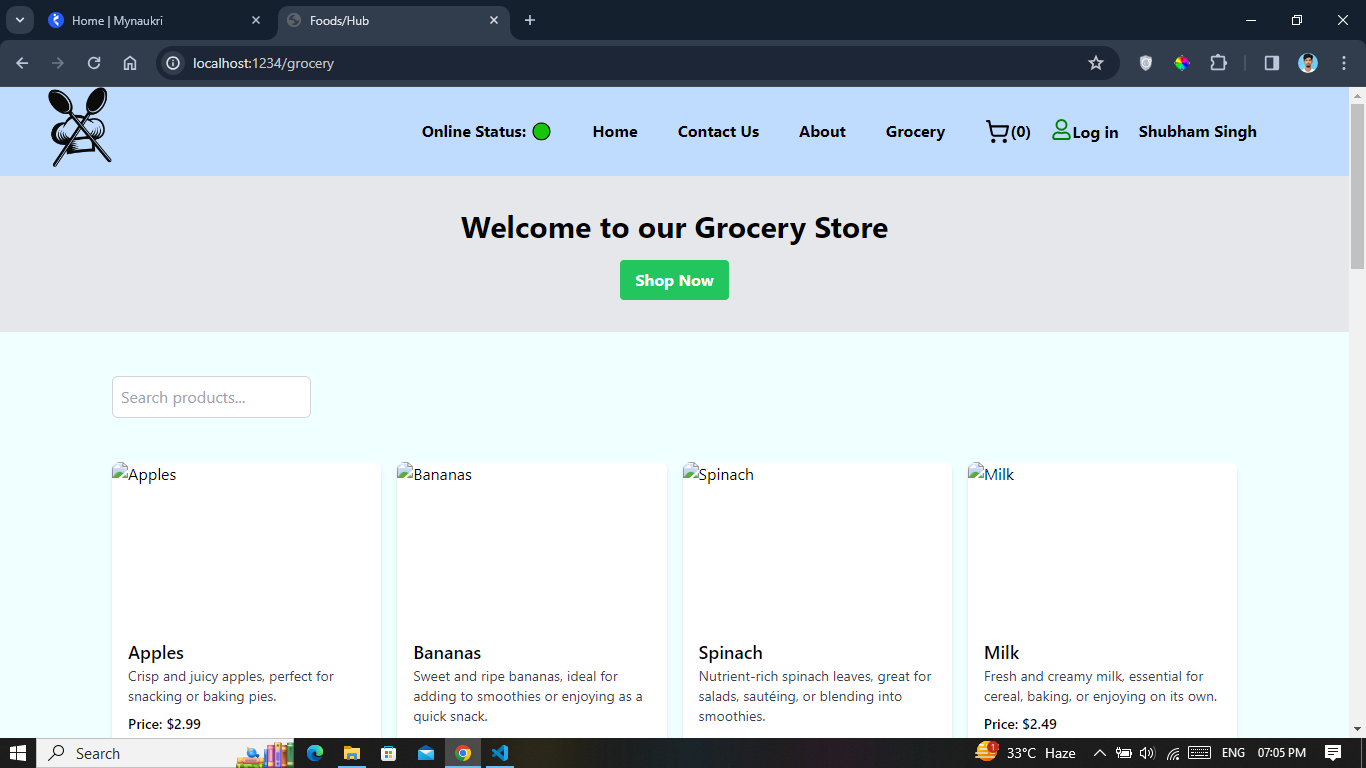 Home | Mynaukri
Foods/Hub
localhost:1234/grocery
Online Status:
Home
Contact Us
About
Grocery
(0)
Log in
Shubham Singh
Welcome to our Grocery Store
Shop Now
Search products...
Apples
Bananas
Spinach
Milk
Apples
Crisp and juicy apples, perfect for
snacking or baking pies.
Price: $2.99
Bananas
Sweet and ripe bananas, ideal for
adding to smoothies or enjoying as a
quick snack.
Spinach
Nutrient-rich spinach leaves, great for
salads, sautéing, or blending into
smoothies.
Milk
Fresh and creamy milk, essential for
cereal, baking, or enjoying on its own.
Price: $2.49
Search
1
33°C Haze
ENG
07:05 PM